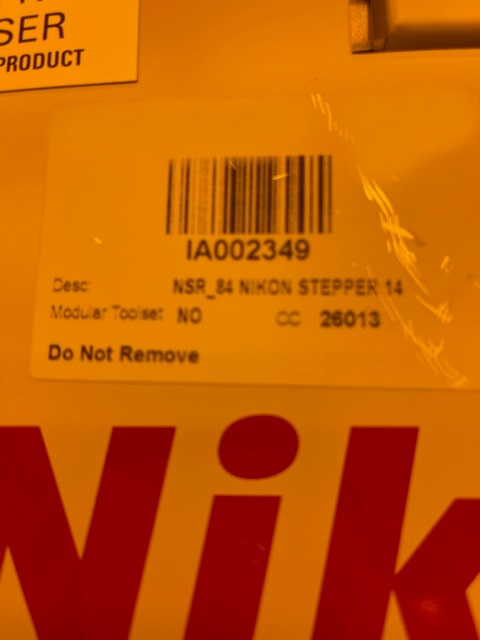 SER
PRODUCT
IA002349
Desc: NSR_84 NIKON STEPPER 14
Modular Toolset NO CC 26013
Do Not Remove
Nik